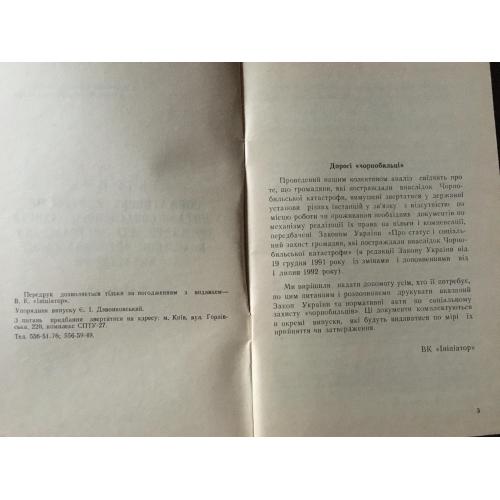 Передрук дозволяється тільки за погодженням з видавцем—
В. К. «Ініціатор».
Упорядник випуску Є. І. Дзвонковський.
З питань придбання звертатися на адресу: м. Київ, вул. Горлівська, 220, комплекс СПТУ-27.
Тел. 556-51-76; 556-59-69.
Дорогі «чорнобильці»
Проведений нашим колективом аналіз свідчить про
те, що громадяни, які постраждали внаслідок Чорно-
бильської катастрофи, вимушені звертатися у державні
установи різних інстанцій у зв'язку з відсутністю по
місцю роботи та проживання необхідних документів по
механізму реалізації їх права на пільги і компенсації,
передбачені Законом України «Про статус і соціаль-
ний захист громадян, які постраждали внаслідок Чорно-
бильської катастрофи» (в редакції Закону України від
19 грудня 1991 року із змінами і доповненнями від
1 липня 1992 року).
Ми вирішили надати допомогу усім, хто її потребує,
по цим питанням і розпочинаємо друкувати вказаний
Закон України та нормативні акти по соціальному
захисту «чорнобильців». Ці документи комплектуються
в окремі випуски, які будуть видаватися по мірі їх
прийняття чи затвердження.
ВК «Ініціатор»
3